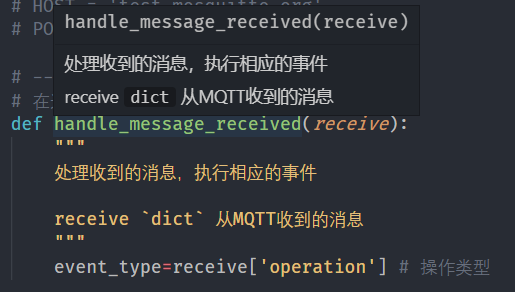 # HOST = 'test.mosquitto.org'
# PO
handle_message_received(receive)
# --
处理收到的消息，执行相应的事件
# 在
receive dict 从MQTT收到的消息
def handle_message_received(receive):
"""
处理收到的消息，执行相应的事件
receive `dict` 从MQTT收到的消息
"""
event_type=receive['operation'] # 操作类型